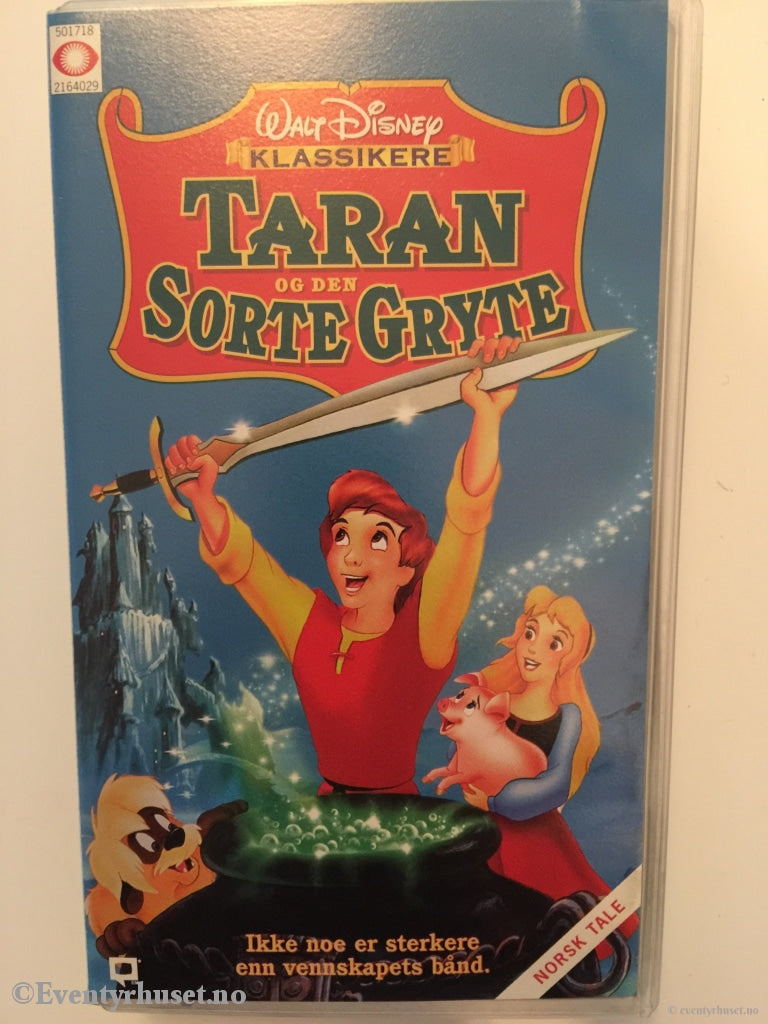 501718
2164029
WALT DISNEY
KLASSIKERE
TARAN
OG DEN
SORTE GRYTE
Ikke noe er sterkere
enn vennskapets bånd.
NORSK TALE
©Eventyrhuset.no
© eventyrhuset.no